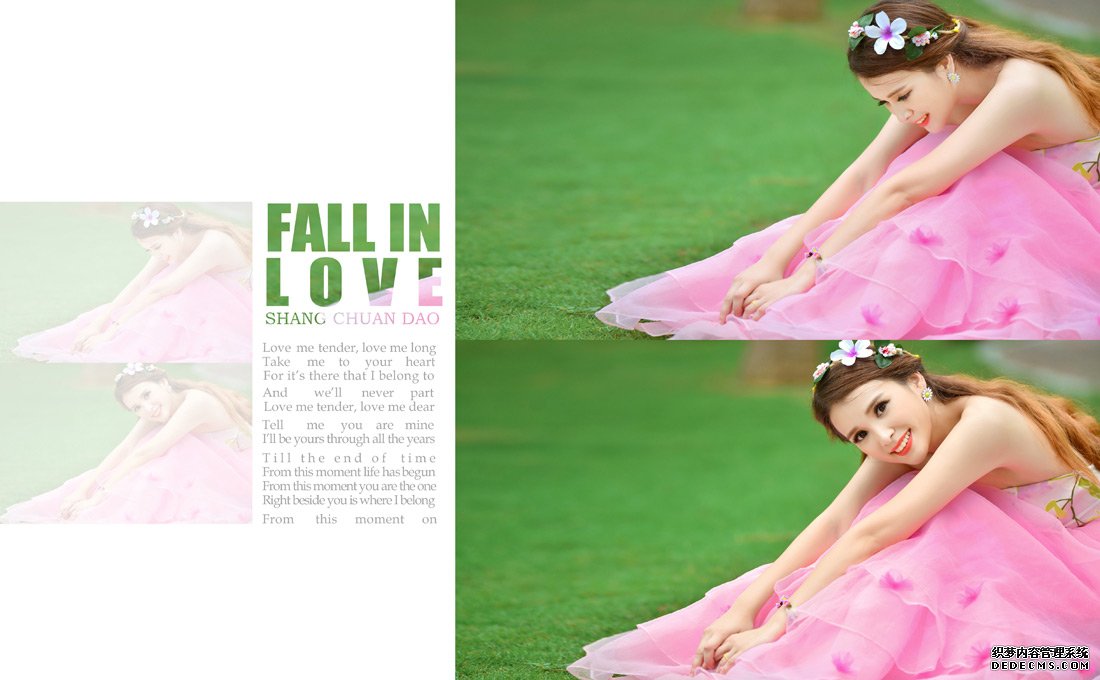 FALL IN
LOVE
SHANG CHUAN DAO
Love me tender, love me long
Take me to your heart
For it's there that I belong to
And we'll never part
Love me tender, love me dear
Tell me you are mine
I'll be yours through all the years
Till the end of time
From this moment life has begun
From this moment you are the one
Right beside you is where I belong
From this moment on
织梦内容管理系统
DEDECMS.COM